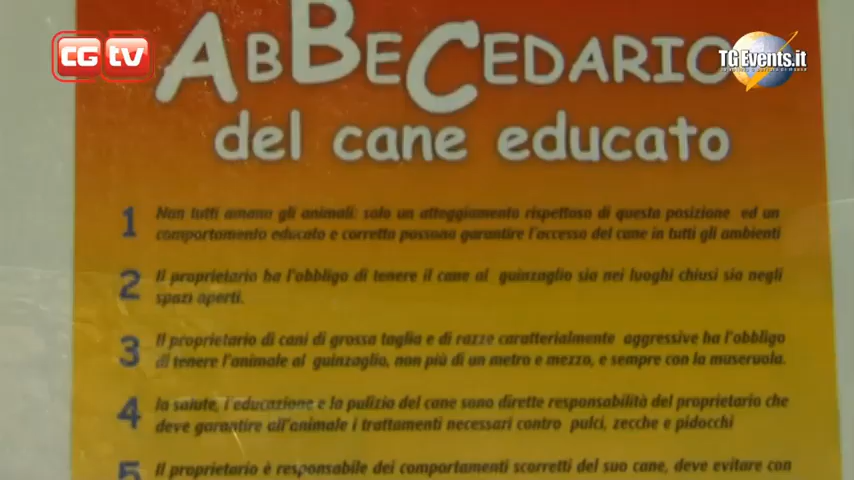 CG tv
TGEvents.it
ABBECEDARIO
del cane educato
1 Non tutti amano gli animali: solo un atteggiamento rispettoso di questa posizione ed un
comportamento educato e corretto possono garantire l'accesso del cane in tutti gli ambienti
2 Il proprietario ha l'obbligo di tenere il cane al guinzaglio sia nei luoghi chiusi sia negli
spazi aperti.
3 Il proprietario di cani di grossa taglia e di razze caratterialmente aggressive ha l'obbligo
di tenere l'animale al guinzaglio, non più di un metro e mezzo, e sempre con la museruola.
4 la salute, l'educazione e la pulizia del cane sono dirette responsabilità del proprietario che
deve garantire all'animale i trattamenti necessari contro pulci, zecche e pidocchi
5 Il proprietario è responsabile dei comportamenti scorretti del suo cane, deve evitare con